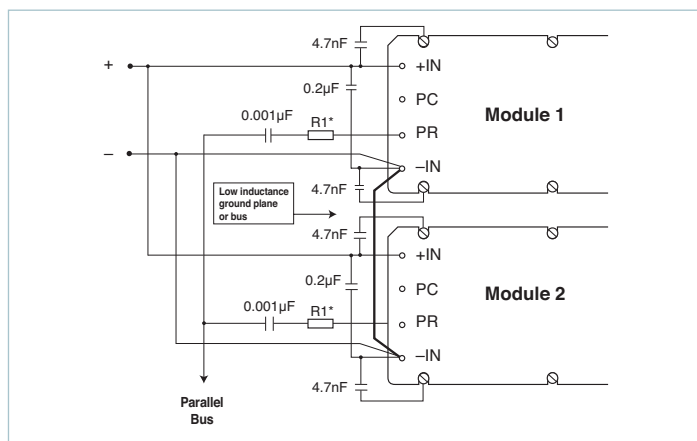 4.7nF
+
+IN
0.2µF
PC
Module 1
0.001µF
R1*
PR
–
–IN
4.7nF
Low inductance
ground plane
or bus
4.7nF
+IN
0.2µF
PC
Module 2
0.001µF
R1*
PR
–IN
4.7nF
Parallel
Bus